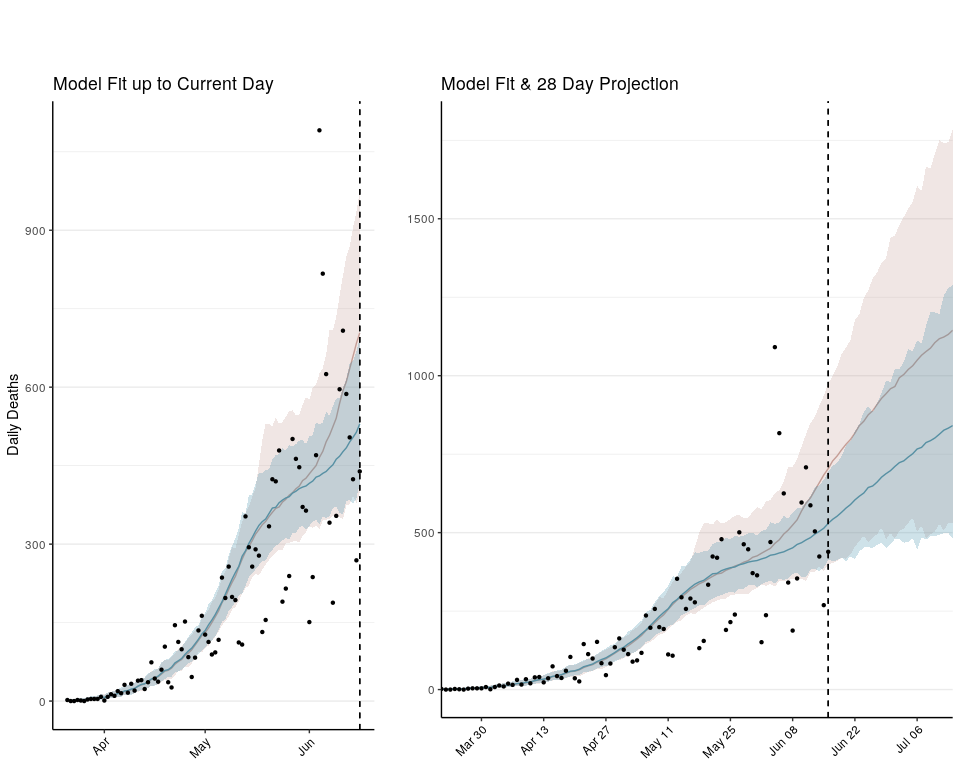 Model Fit up to Current Day
Model Fit & 28 Day Projection
Daily Deaths
900
600
300
0
Apr
May
Jun
1500
1000
500
0
Mar 30
Apr 13
Apr 27
May 11
May 25
Jun 08
Jun 22
Jul 06